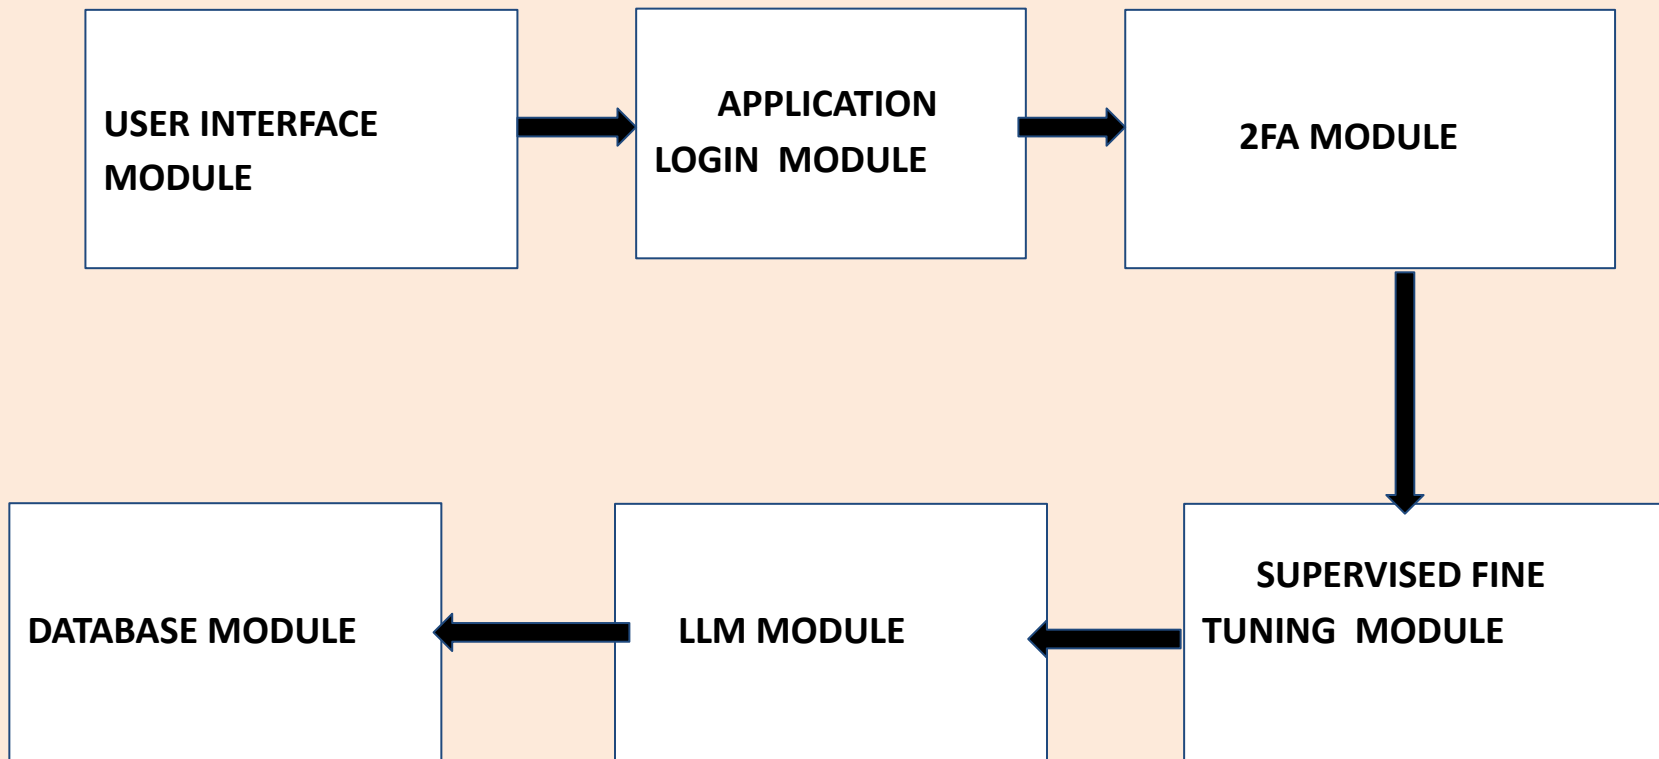 USER INTERFACE
MODULE
APPLICATION
LOGIN  MODULE
2FA MODULE
DATABASE MODULE
LLM MODULE
SUPERVISED FINE
TUNING  MODULE